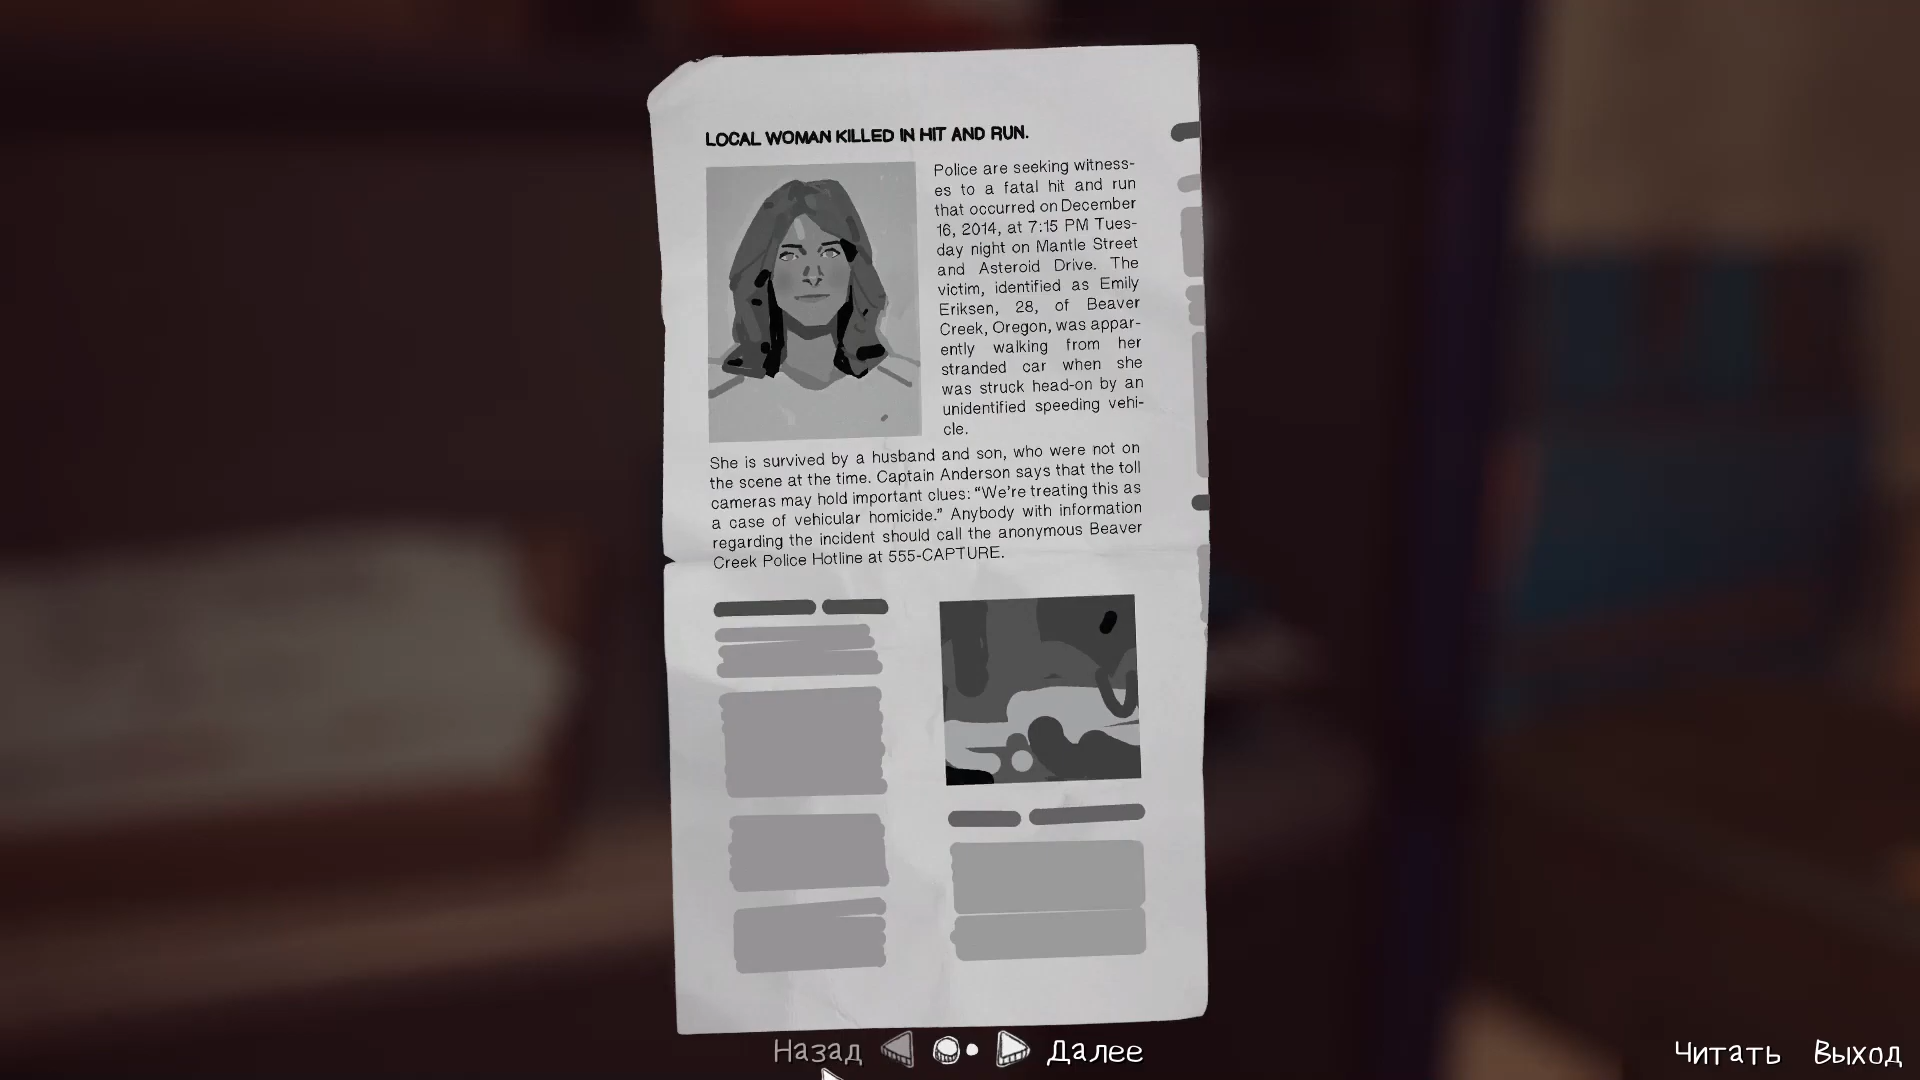 LOCAL WOMAN KILLED IN HIT AND RUN.
Police are seeking witness-
es to a fatal hit and run
that occurred on December
16, 2014, at 7:15 PM Tues-
day night on Mantle Street
and Asteroid Drive. The
victim, identified as Emily
Eriksen, 28, of Beaver
Creek, Oregon, was appar-
ently walking from her
stranded car when she
was struck head-on by an
unidentified speeding vehi-
cle.
She is survived by a husband and son, who were not on
the scene at the time. Captain Anderson says that the toll
cameras may hold important clues: “We're treating this as
a case of vehicular homicide.” Anybody with information
regarding the incident should call the anonymous Beaver
Creek Police Hotline at 555-CAPTURE.
Назад Далее
Читать Выход